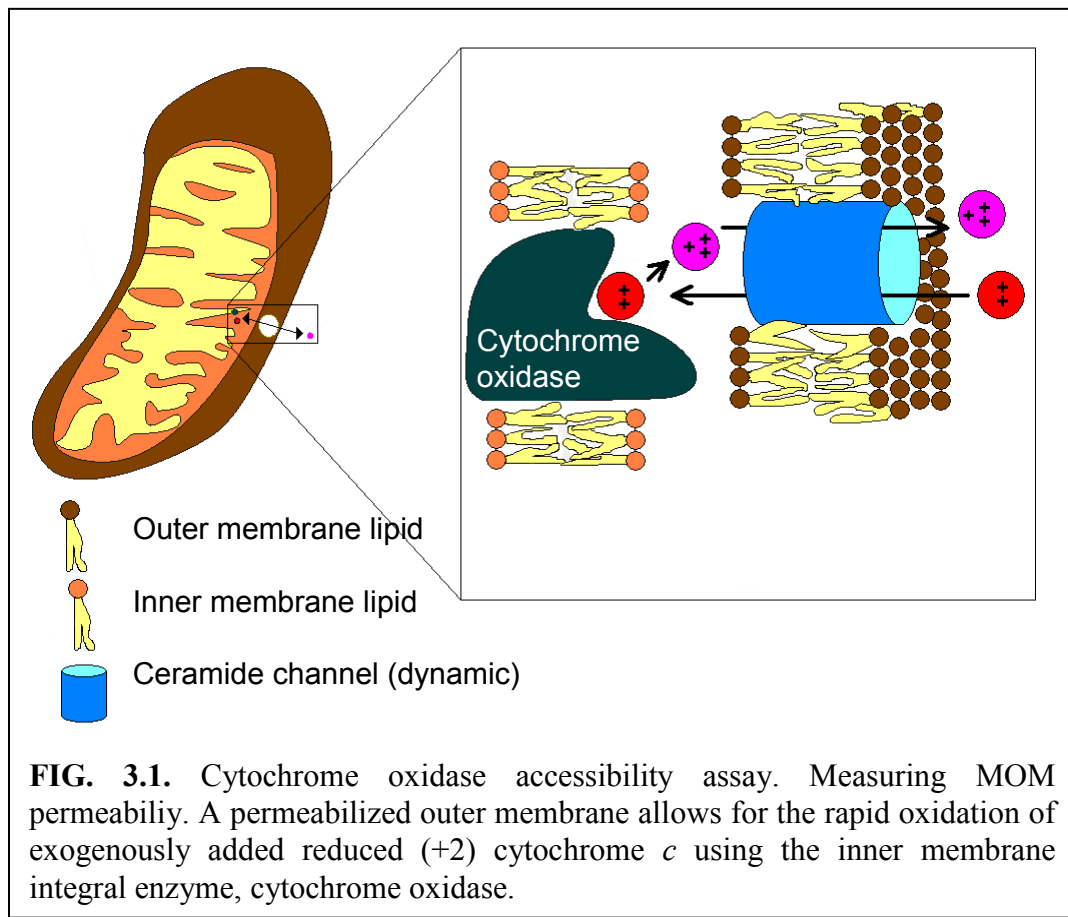 ++
+++
++
+++
++
Cytochrome
oxidase
Outer membrane lipid
Inner membrane lipid
Ceramide channel (dynamic)
FIG. 3.1. Cytochrome oxidase accessibility assay. Measuring MOM
permeabiliy. A permeabilized outer membrane allows for the rapid oxidation of
exogenously added reduced (+2) cytochrome c using the inner membrane
integral enzyme, cytochrome oxidase.